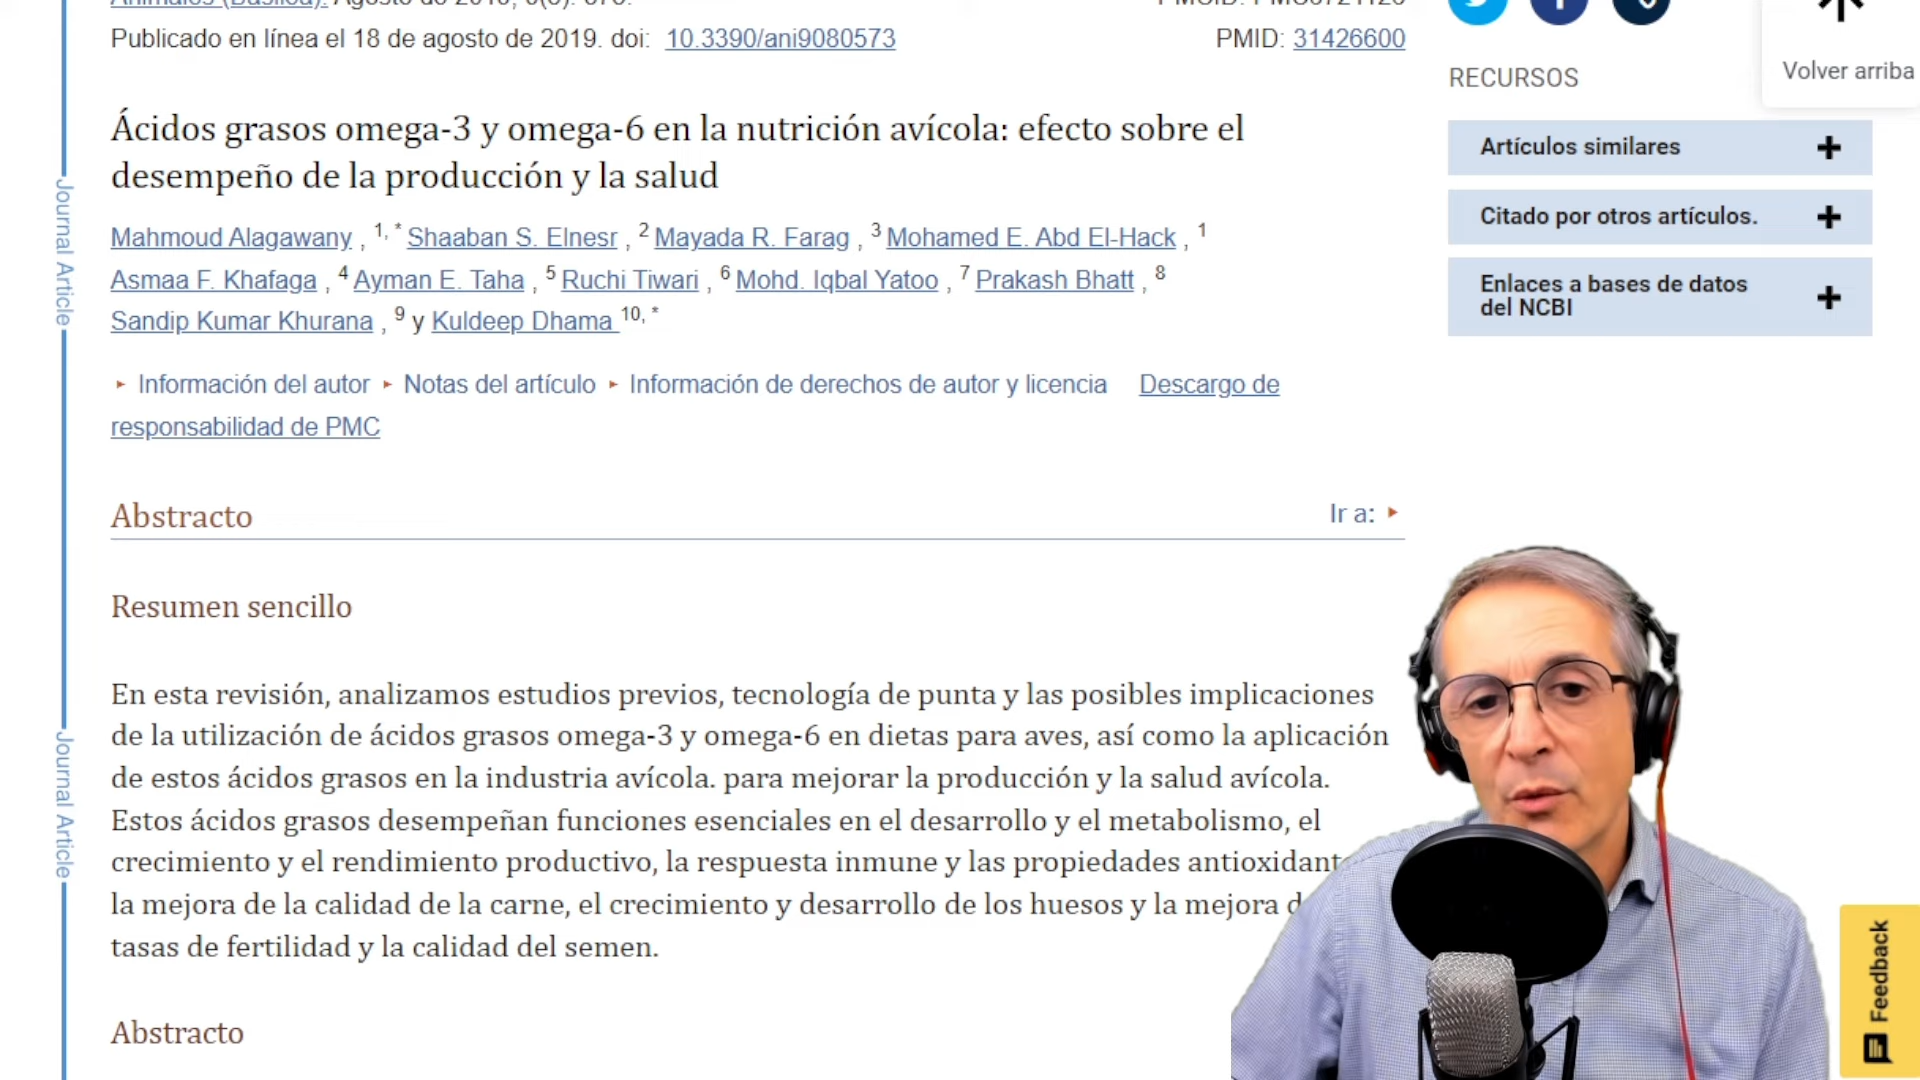 Publicado en línea el 18 de agosto de 2019. doi: 10.3390/ani9080573
PMID: 31426600
Volver arriba
RECURSOS
Ácidos grasos omega-3 y omega-6 en la nutrición avícola: efecto sobre el
desempeño de la producción y la salud
Artículos similares
Citado por otros artículos.
Enlaces a bases de datos
del NCBI
Mahmoud Alagawany , 1, * Shaaban S. Elnesr , 2 Mayada R. Farag , 3 Mohamed E. Abd El-Hack , 1
Asmaa F. Khafaga , 4 Ayman E. Taha , 5 Ruchi Tiwari , 6 Mohd. Iqbal Yatoo , 7 Prakash Bhatt , 8
Sandip Kumar Khurana , 9 y Kuldeep Dhama 10, *
Información del autor Notas del artículo Información de derechos de autor y licencia Descargo de
responsabilidad de PMC
Abstracto
Ir a:
Resumen sencillo
En esta revisión, analizamos estudios previos, tecnología de punta y las posibles implicaciones
de la utilización de ácidos grasos omega-3 y omega-6 en dietas para aves, así como la aplicación
de estos ácidos grasos en la industria avícola. para mejorar la producción y la salud avícola.
Estos ácidos grasos desempeñan funciones esenciales en el desarrollo y el metabolismo, el
crecimiento y el rendimiento productivo, la respuesta inmune y las propiedades
la mejora de la calidad de la carne, el crecimiento y desarrollo de los huesos y la mejora
tasas de fertilidad y la calidad del semen.
Abstracto
Journal Article
Journal Article
Feedback